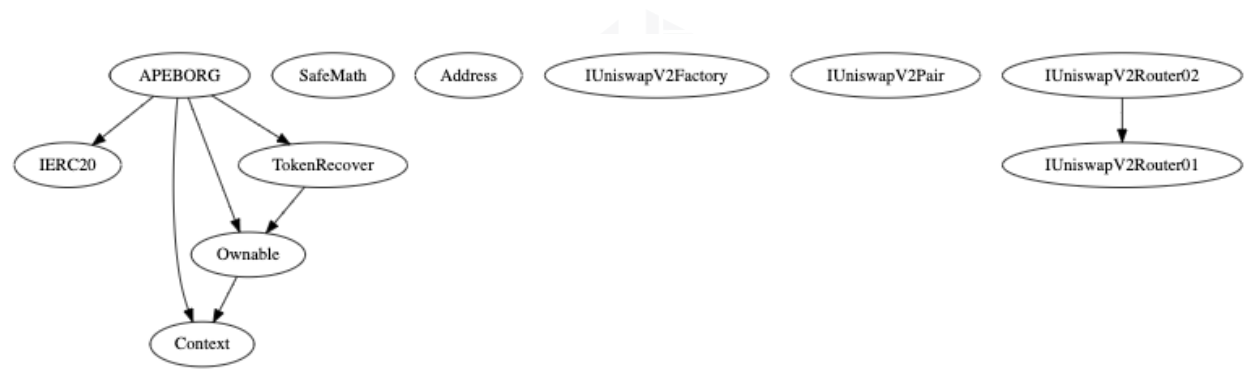 APEBORG SafeMath Address IUniswapV2Factory IUniswapV2Pair IUniswapV2Router02
IERC20 TokenRecover IUniswapV2Router01
Ownable
Context